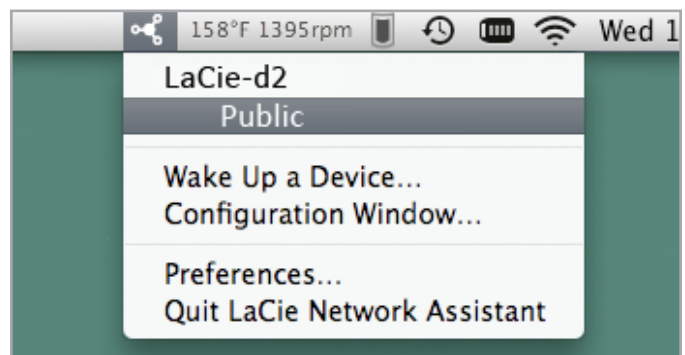 158°F 1395rpm Wed 1
LaCie-d2
Public
Wake Up a Device...
Configuration Window...
Preferences...
Quit LaCie Network Assistant